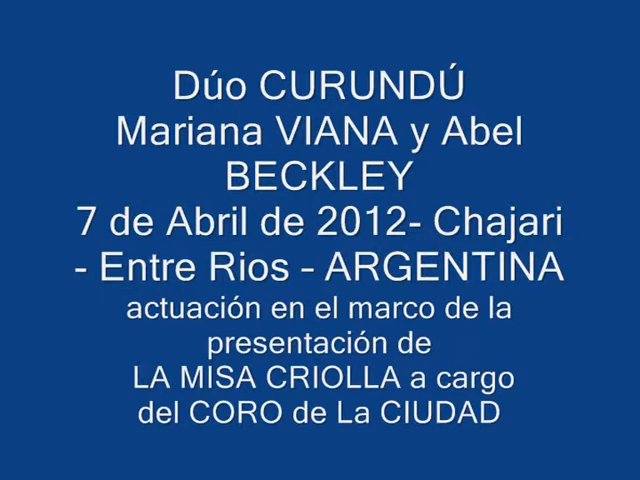 Dúo CURUNDÚ
Mariana VIANA y Abel
BECKLEY
7 de Abril de 2012- Chajari
- Entre Rios – ARGENTINA
actuación en el marco de la
presentación de
LA MISA CRIOLLA a cargo
del CORO de La CIUDAD